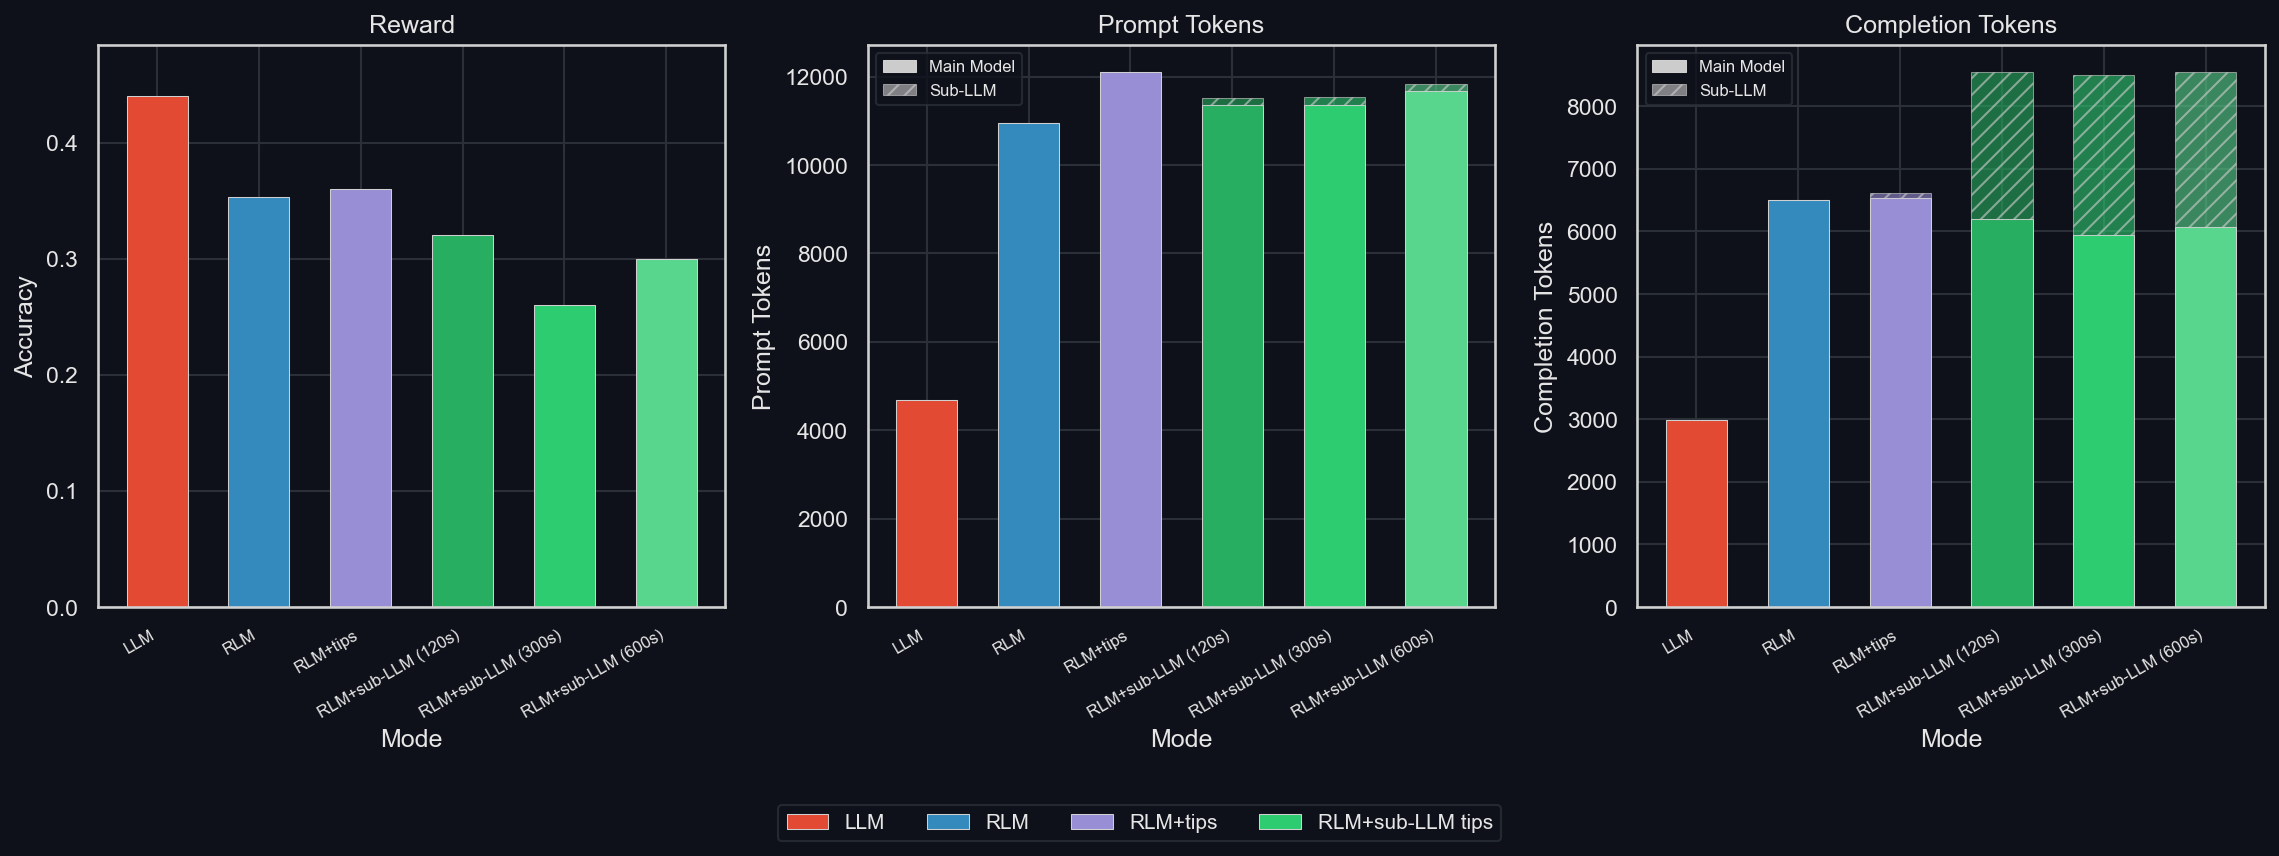 Reward
Accuracy
0.4
0.3
0.2
0.1
0.0
LLM
RLM
RLM+tips
RLM+sub-LLM (120s)
RLM+sub-LLM (300s)
RLM+sub-LLM (600s)
Mode
Prompt Tokens
Main Model
Sub-LLM
Prompt Tokens
12000
10000
8000
6000
4000
2000
0
LLM
RLM
RLM+tips
RLM+sub-LLM (120s)
RLM+sub-LLM (300s)
RLM+sub-LLM (600s)
Mode
Completion Tokens
Main Model
Sub-LLM
Completion Tokens
8000
7000
6000
5000
4000
3000
2000
1000
0
LLM
RLM
RLM+tips
RLM+sub-LLM (120s)
RLM+sub-LLM (300s)
RLM+sub-LLM (600s)
Mode
LLM
RLM
RLM+tips
RLM+sub-LLM tips